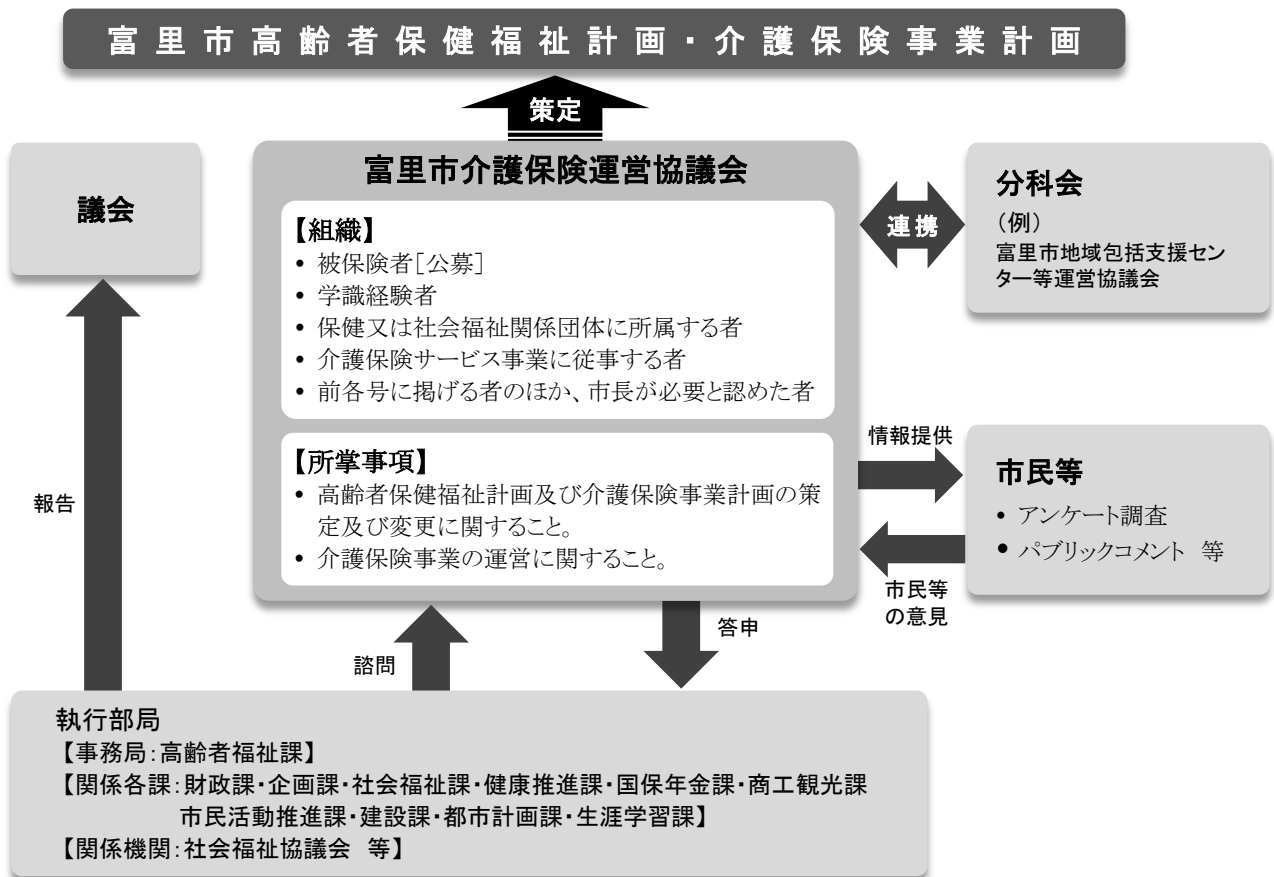 富里市高齢者保健福祉計画・介護保険事業計画
策定
議会
富里市介護保険運営協議会
【組織】
• 被保険者［公募］
• 学識経験者
• 保健又は社会福祉関係団体に所属する者
• 介護保険サービス事業に従事する者
• 前各号に掲げる者のほか、市長が必要と認めた者
【所掌事項】
• 高齢者保健福祉計画及び介護保険事業計画の策
定及び変更に関すること。
• 介護保険事業の運営に関すること。
連携
分科会
（例）
富里市地域包括支援セン
ター等運営協議会
情報提供
市民等
• アンケート調査
• パブリックコメント　等
市民等
の意見
報告
諮問
答申
執行部局
【事務局：高齢者福祉課】
【関係各課：財政課・企画課・社会福祉課・健康推進課・国保年金課・商工観光課
市民活動推進課・建設課・都市計画課・生涯学習課】
【関係機関：社会福祉協議会　等】